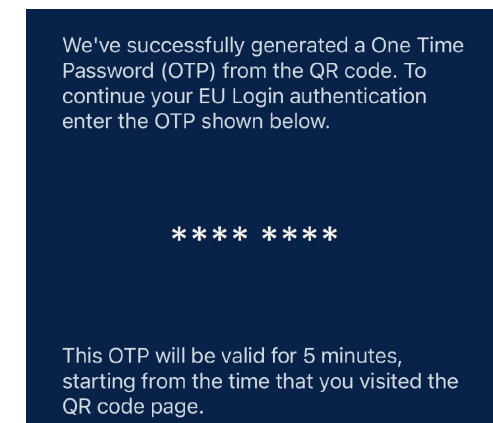 We've successfully generated a One Time
Password (OTP) from the QR code. To
continue your EU Login authentication
enter the OTP shown below.
**** ****
This OTP will be valid for 5 minutes,
starting from the time that you visited the
QR code page.